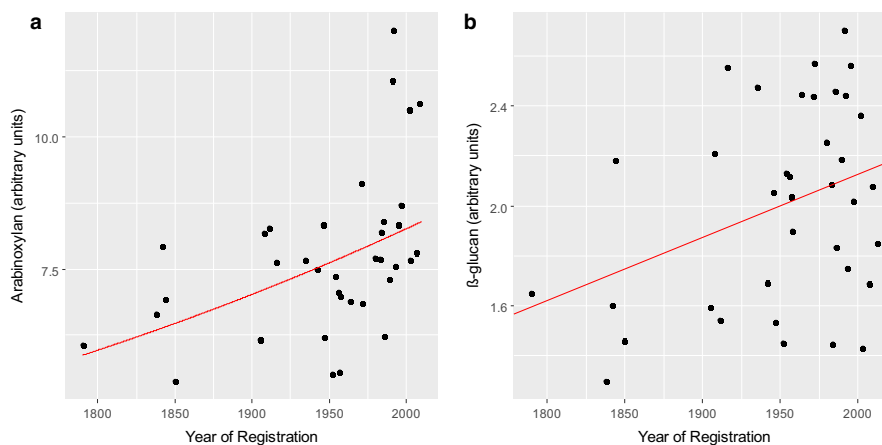 a
Arabinoxylan (arbitrary units)
10.0
7.5
1800 1850 1900 1950 2000
Year of Registration
b
ß-glucan (arbitrary units)
2.4
2.0
1.6
1800 1850 1900 1950 2000
Year of Registration